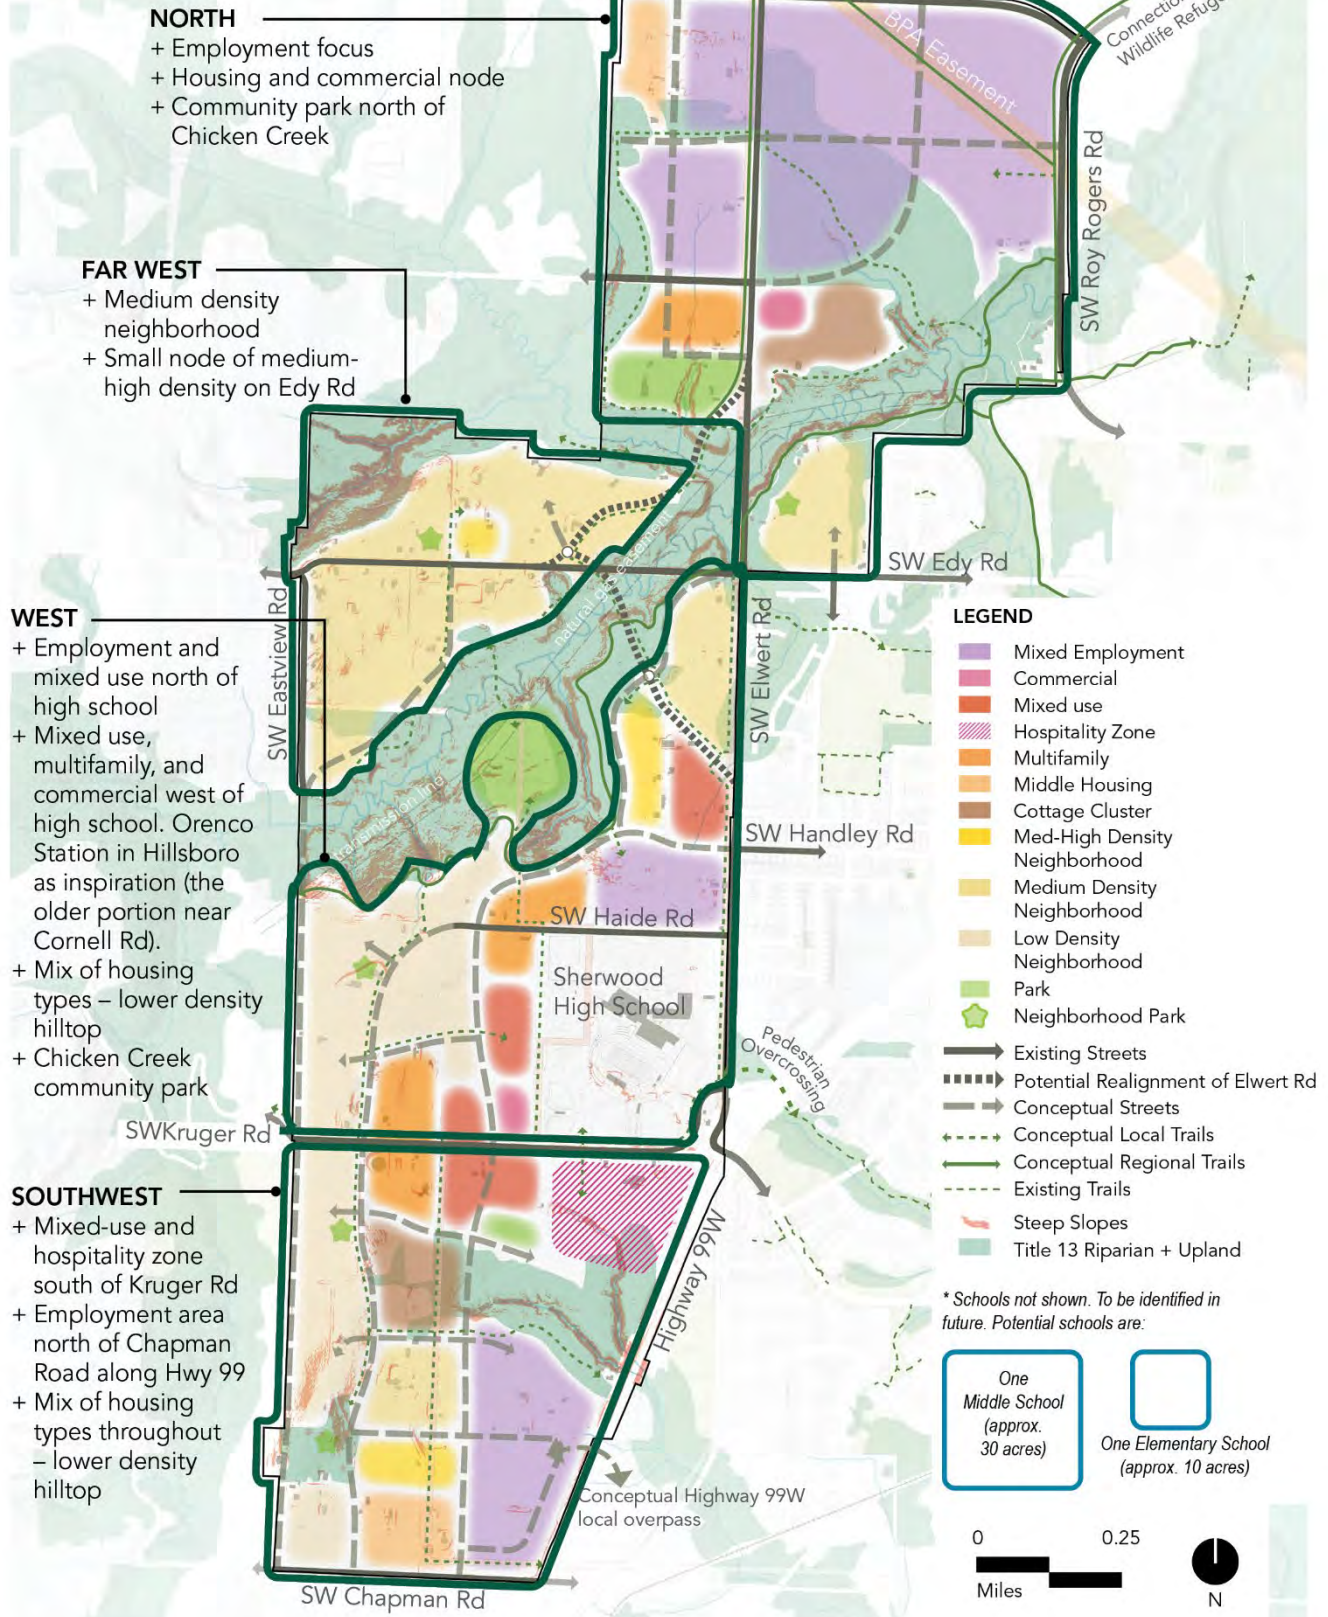 NORTH
+ Employment focus
+ Housing and commercial node
+ Community park north of
Chicken Creek
BPA Easement
Wildlife
SW Roy Rogers Rd
FAR WEST
+ Medium density
neighborhood
+ Small node of medium-
high density on Edy Rd
SW Edy Rd
natural gas easement
SW Eastview Rd
SW Elwert Rd
WEST
+ Employment and
mixed use north of
high school
+ Mixed use,
multifamily, and
commercial west of
high school. Orenco
Station in Hillsboro
as inspiration (the
older portion near
Cornell Rd).
+ Mix of housing
types – lower density
hilltop
+ Chicken Creek
community park
transmission line
SW Handley Rd
SW Haide Rd
Sherwood
High School
Pedestrian
Overcrossing
SWKruger Rd
SOUTHWEST
+ Mixed-use and
hospitality zone
south of Kruger Rd
+ Employment area
north of Chapman
Road along Hwy 99
+ Mix of housing
types throughout
– lower density
hilltop
Highway 99W
Conceptual Highway 99W
local overpass
SW Chapman Rd
LEGEND
Mixed Employment
Commercial
Mixed use
Hospitality Zone
Multifamily
Middle Housing
Cottage Cluster
Med-High Density
Neighborhood
Medium Density
Neighborhood
Low Density
Neighborhood
Park
Neighborhood Park
Existing Streets
Potential Realignment of Elwert Rd
Conceptual Streets
Conceptual Local Trails
Conceptual Regional Trails
Existing Trails
Steep Slopes
Title 13 Riparian + Upland
* Schools not shown. To be identified in
future. Potential schools are:
One
Middle School
(approx.
30 acres)
One Elementary School
(approx. 10 acres)
0 0.25
Miles
N